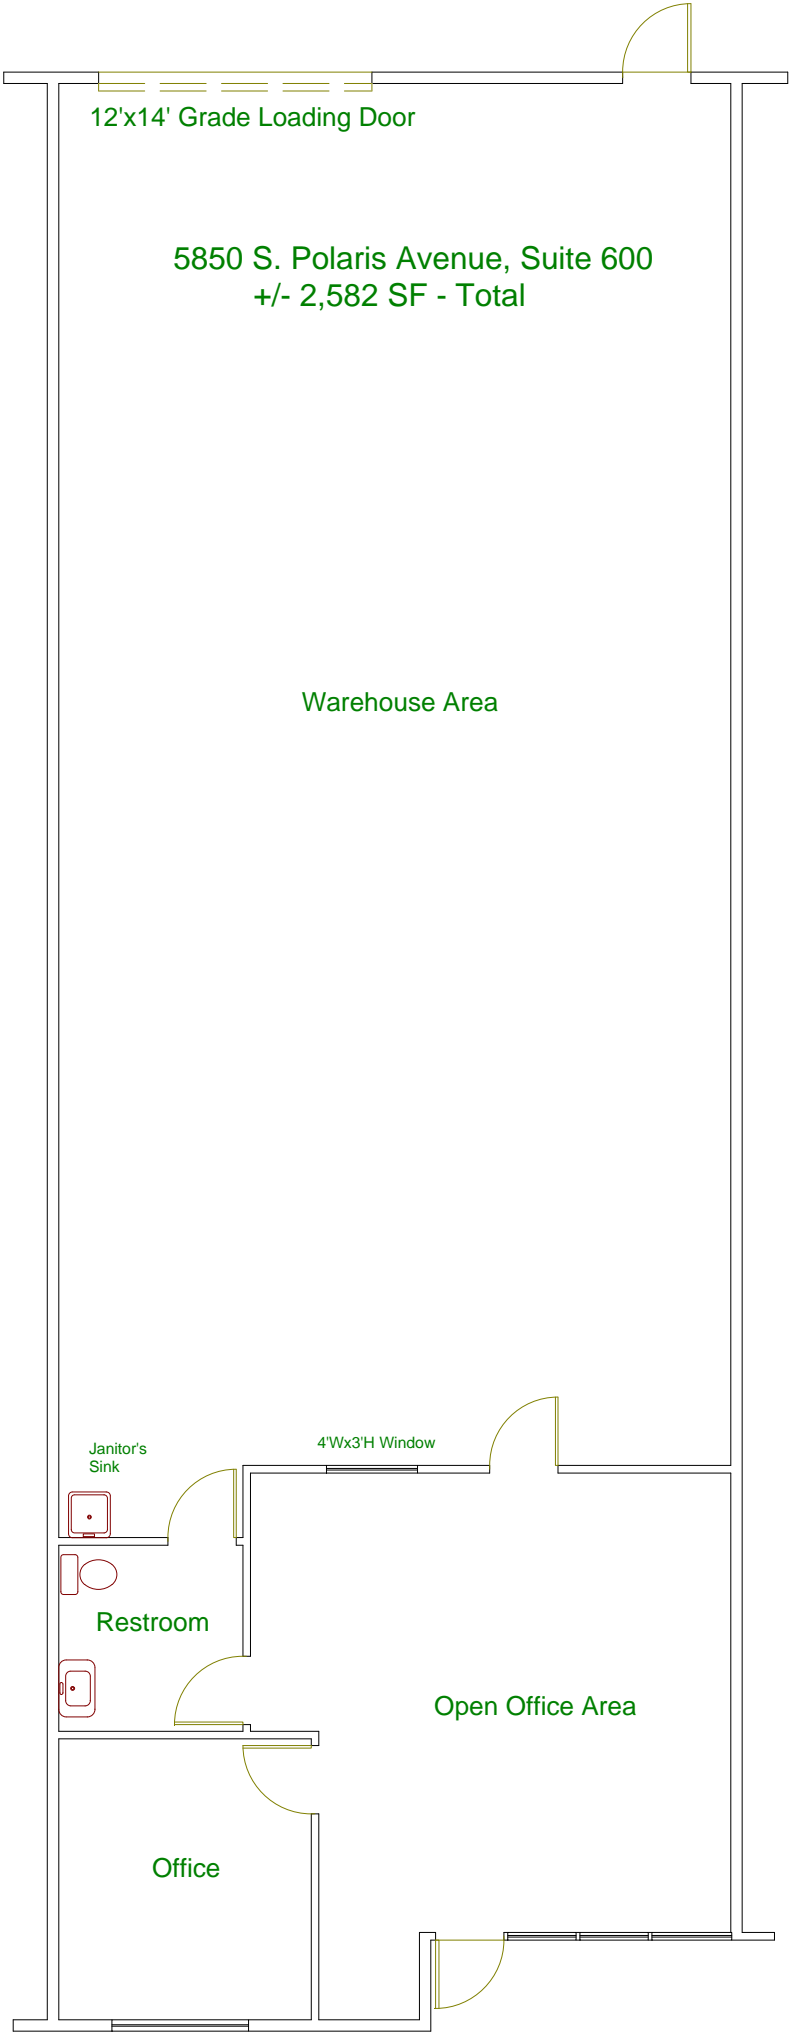 12'x14' Grade Loading Door
5850 S. Polaris Avenue, Suite 600
+/- 2,582 SF - Total
Warehouse Area
Janitor's
Sink
4'Wx3'H Window
Restroom
Open Office Area
Office